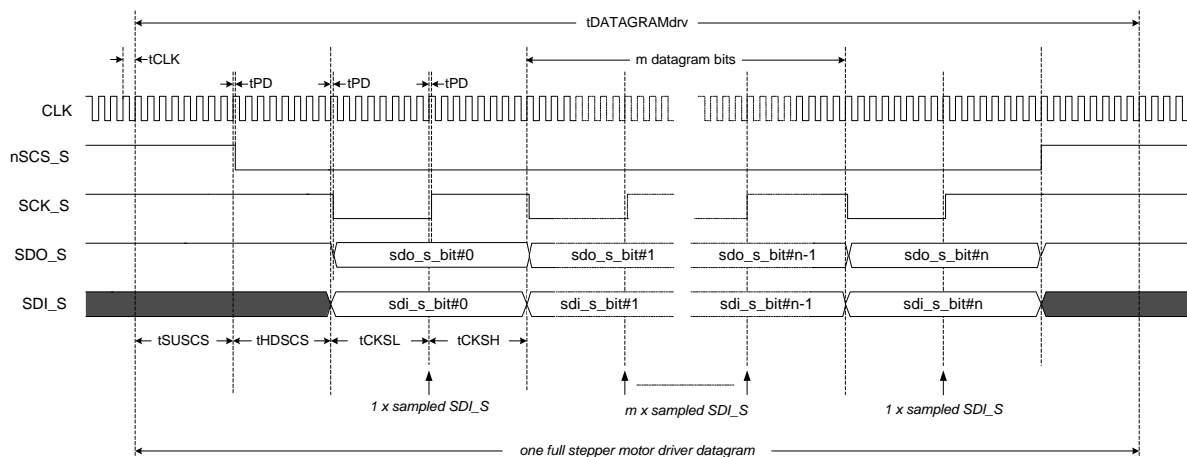 tDATAGRAMdrv
tCLK
m datagram bits
tPD tPD tPD
CLK
nSCS_S
SCK_S
SDO_S sdo_s_bit#0 sdo_s_bit#1 sdo_s_bit#n-1 sdo_s_bit#n
SDI_S sdi_s_bit#0 sdi_s_bit#1 sdi_s_bit#n-1 sdi_s_bit#n
tSUSCS tHDSCS tCKSL tCKSH
1 x sampled SDI_S m x sampled SDI_S 1 x sampled SDI_S
one full stepper motor driver datagram